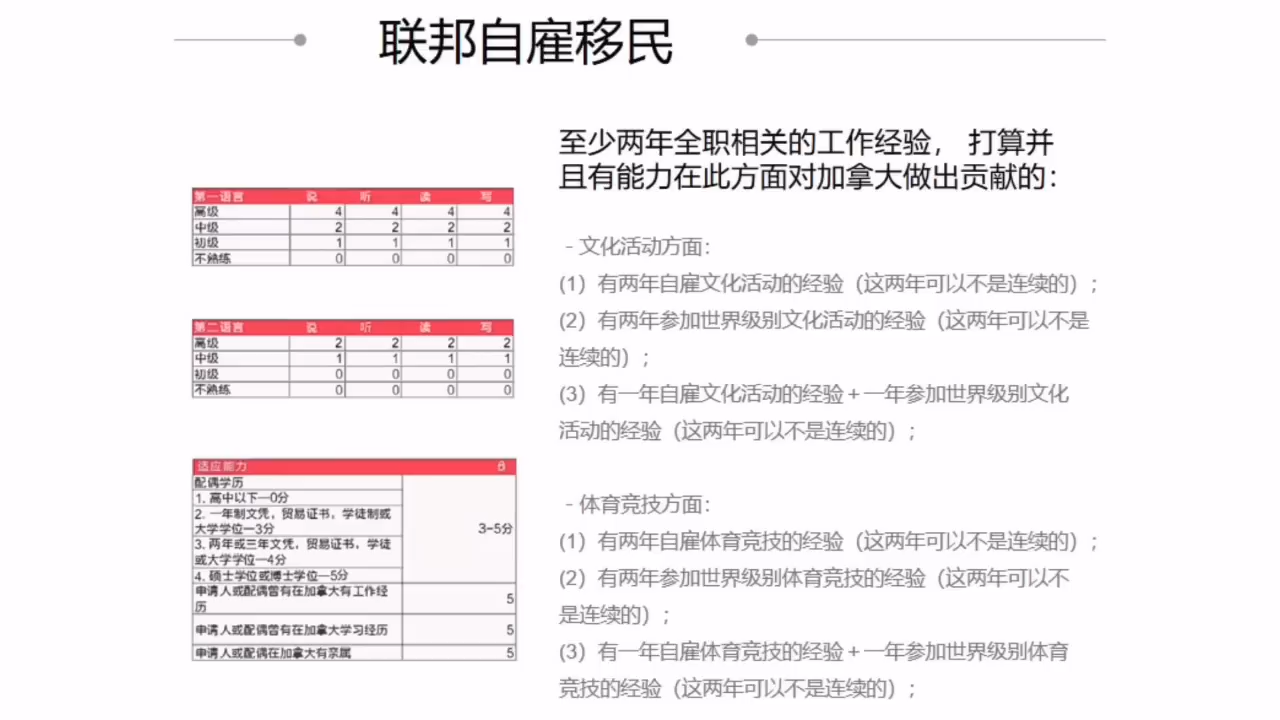 联邦自雇移民
至少两年全职相关的工作经验， 打算并
且有能力在此方面对加拿大做出贡献的：
第一语言 说 听 读 写
高级 4 4 4 4
中级 2 2 2 2
初级 1 1 1 1
不熟练 0 0 0 0
第二语言 说 听 读 写
高级 2 2 2 2
中级 1 1 1 1
初级 0 0 0 0
不熟练 0 0 0 0
适应能力 6
配偶学历
1. 高中以下—0分
2. 一年制文凭，贸易证书，学徒制或
大学学位—3分
3-5分
3. 两年或三年文凭，贸易证书，学徒
或大学学位—4分
4. 硕士学位或博士学位—5分
申请人或配偶曾有在加拿大有工作经
历 5
申请人或配偶曾有在加拿大学习经历 5
申请人或配偶在加拿大有亲属 5
- 文化活动方面：
(1）有两年自雇文化活动的经验（这两年可以不是连续的）；
(2）有两年参加世界级别文化活动的经验（这两年可以不是
连续的）；
(3）有一年自雇文化活动的经验＋一年参加世界级别文化
活动的经验（这两年可以不是连续的）；
- 体育竞技方面：
(1）有两年自雇体育竞技的经验（这两年可以不是连续的）；
(2）有两年参加世界级别体育竞技的经验（这两年可以不
是连续的）；
(3）有一年自雇体育竞技的经验＋一年参加世界级别体育
竞技的经验（这两年可以不是连续的）；